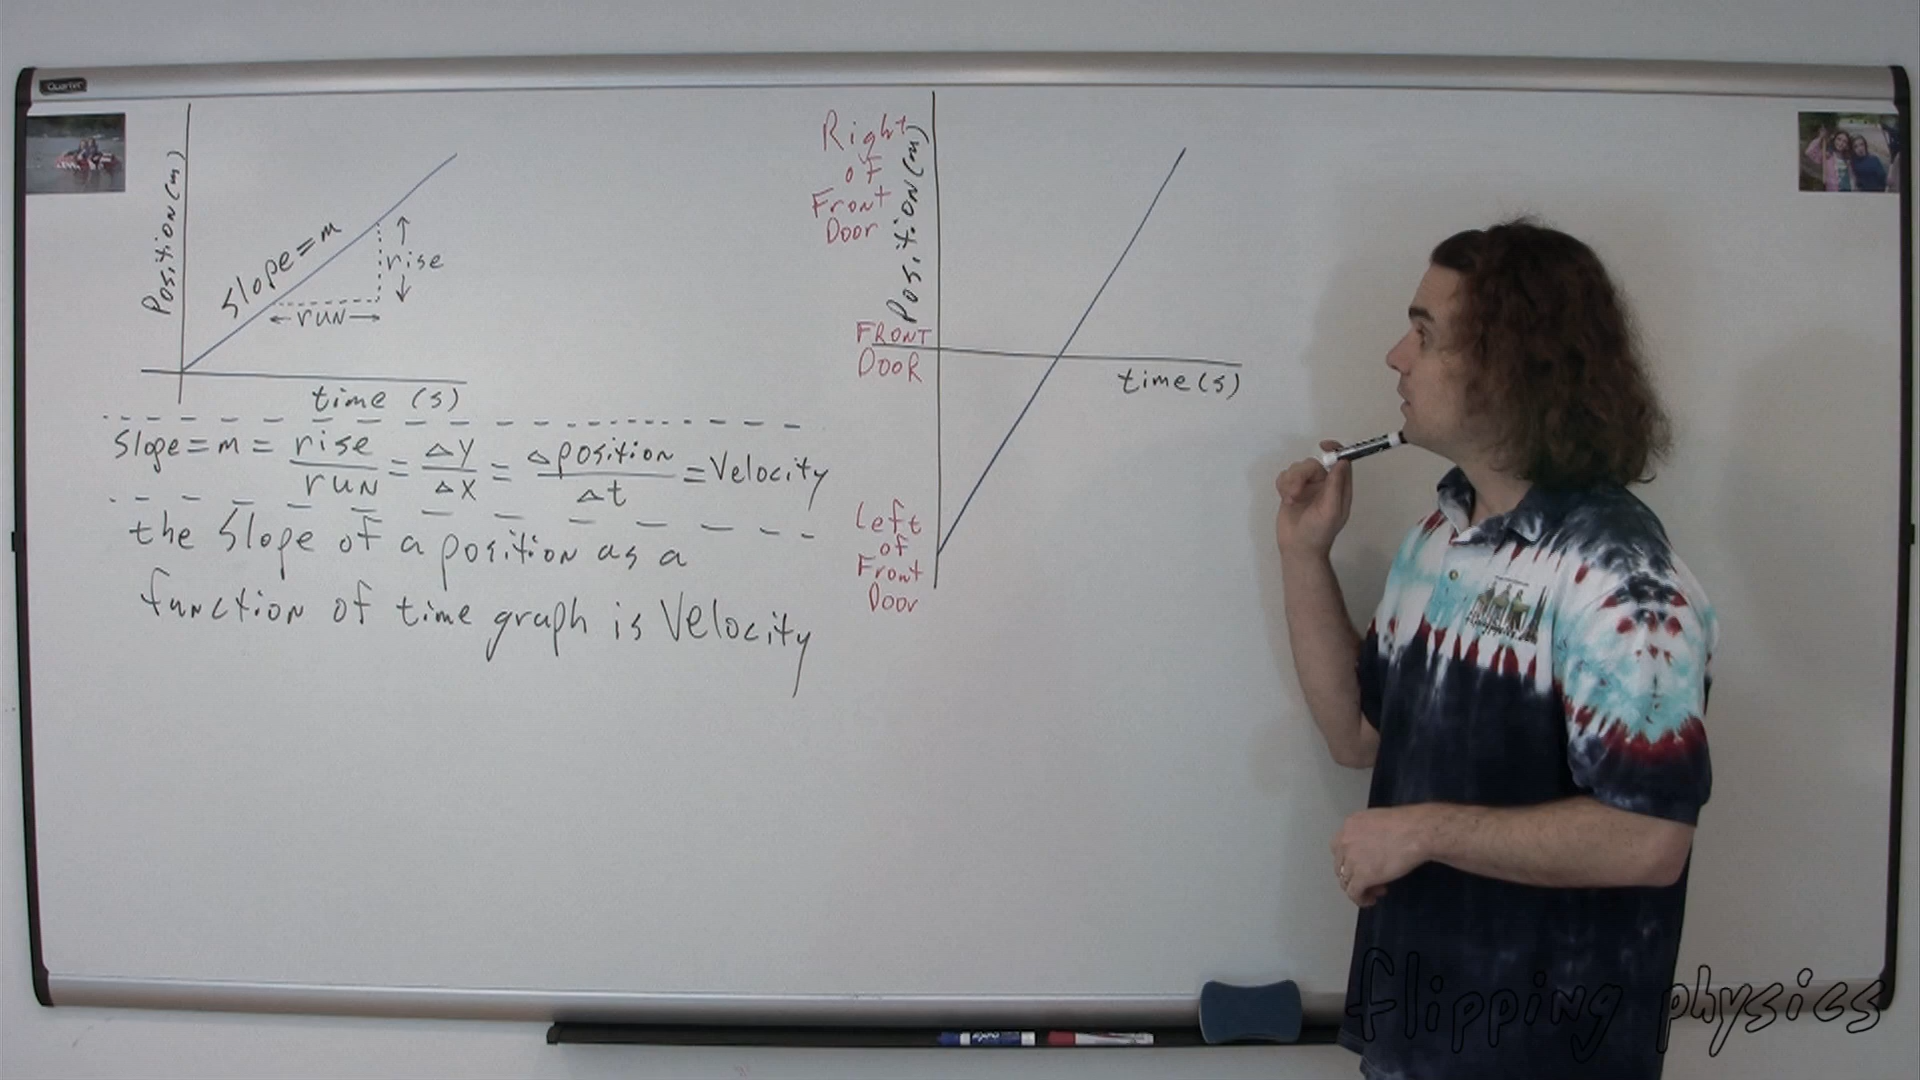 Quartet
Position (m)
Slope = m
rise
run
time (s)
Slope = m = rise/run = Δy/Δx = Δposition/Δt = Velocity
the Slope of a position as a
function of time graph is Velocity
Right
of
Front
Door
Position (m)
FRONT
DOOR
Left
of
Front
Door
time (s)
flipping physics